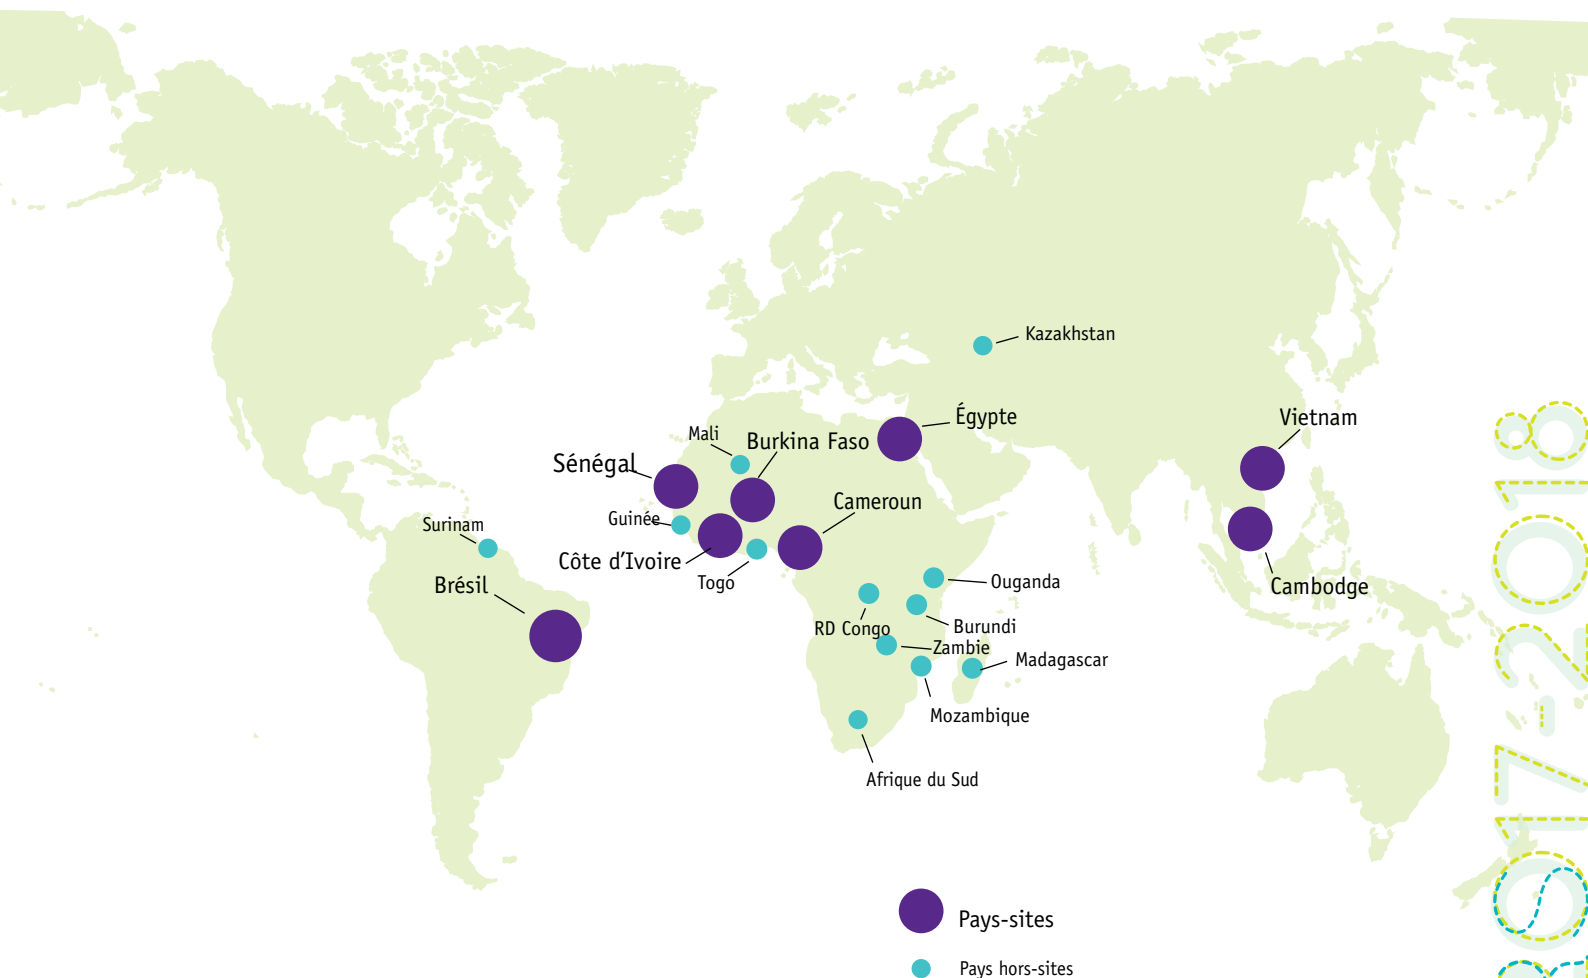 Kazakhstan
Égypte
Vietnam
Mali
Burkina Faso
Sénégal
Cameroun
Guinée
Surinam
Côte d'Ivoire
Togo
Ouganda
Brésil
Cambodge
RD Congo
Burundi
Zambie
Madagascar
Mozambique
Afrique du Sud
Pays-sites
Pays hors-sites
2017-2018